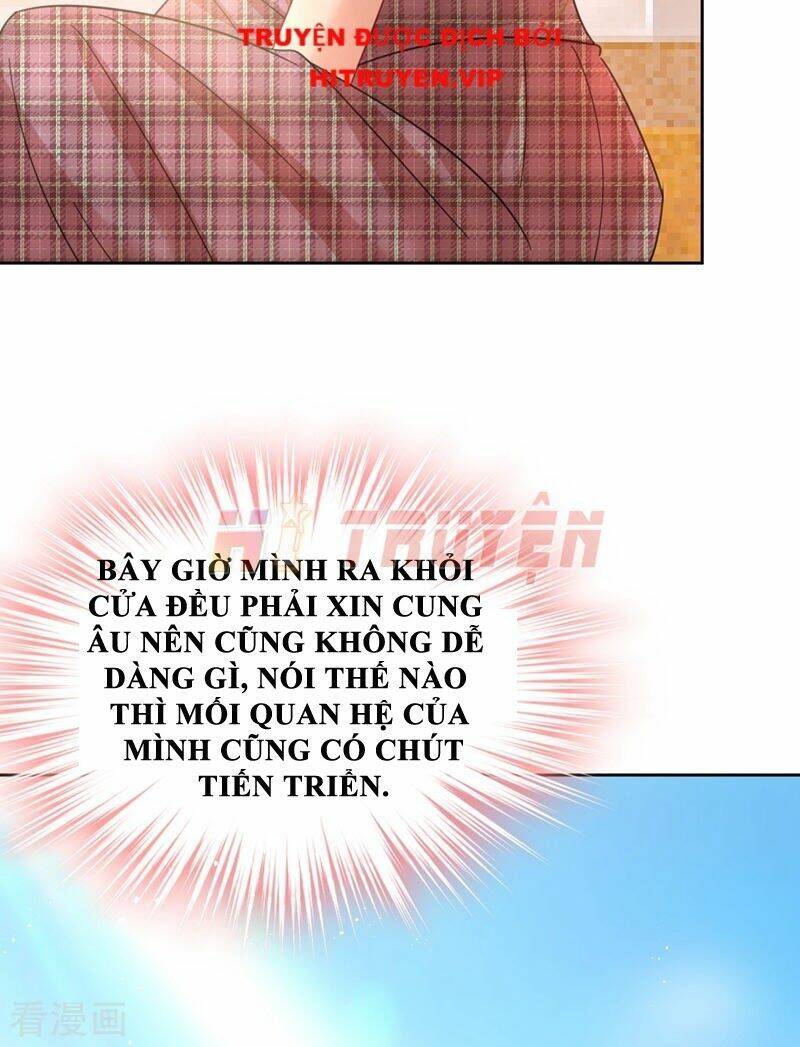 TRUYỆN ĐƯỢC DỊCH BỞI
HITRUYEN.VIP
HI TRUYỆN
BÂY GIỜ MÌNH RA KHỎI
CỬA ĐỀU PHẢI XIN CUNG
ÂU NÊN CŨNG KHÔNG DỄ
DÀNG GÌ, NÓI THẾ NÀO
THÌ MỐI QUAN HỆ CỦA
MÌNH CŨNG CÓ CHÚT
TIẾN TRIỂN.
看漫画